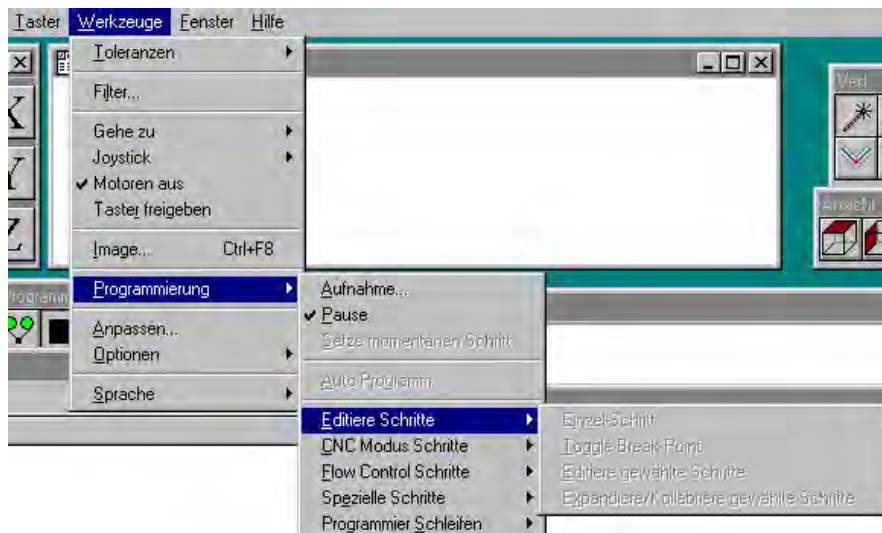 Taster Werkzeuge Fenster Hilfe
Toleranzen
Filter...
Gehe zu
Joystick
Motoren aus
Taster freigeben
Image... Ctrl+F8
Programmierung
Anpassen...
Optionen
Sprache
X
Y
Z
Ansicht
Aufnahme...
Pause
Setze momentanen Schritt
Auto Programm
Editiere Schritte
CNC Modus Schritte
Flow Control Schritte
Spezielle Schritte
Programmier Schleifen
Einzel-Schritt
Toggle Break Point
Editiere gewählte Schritte
Expandiere/Kollabriere gewählte Schritte